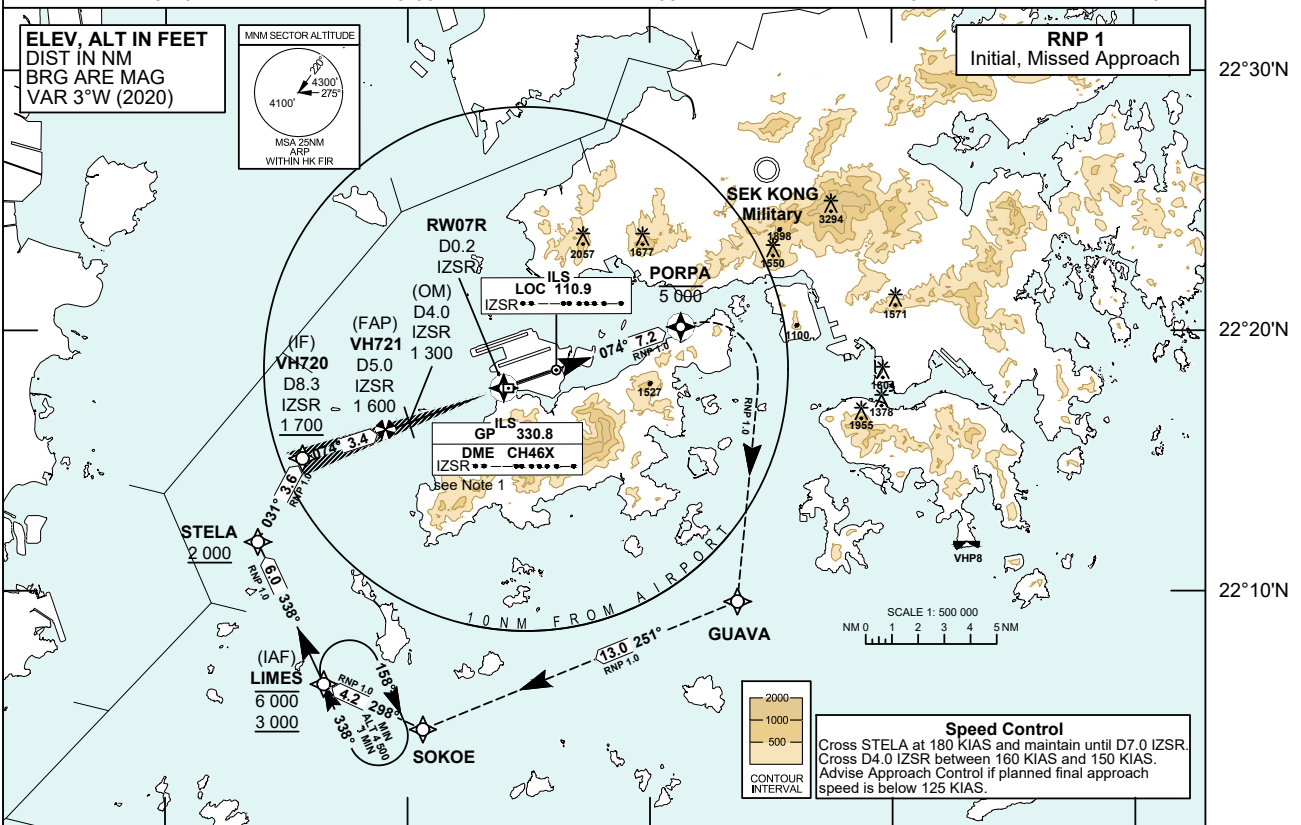 ELEV, ALT IN FEET
DIST IN NM
BRG ARE MAG
VAR 3°W (2020)
MNM SECTOR ALTITUDE
220°
4300'
275°
4100'
MSA 25NM
ARP
WITHIN HK FIR
RNP 1
Initial, Missed Approach
22°30'N
22°20'N
22°10'N
SEK KONG
Military
3294
1898
1550
2057
1677
1571
1100
1378
1955
1527
RW07R
D0.2
IZSR
ILS
LOC 110.9
IZSR
PORPA
5 000
(OM)
D4.0
IZSR
1 300
(FAP)
VH721
D5.0
IZSR
1 600
(IF)
VH720
D8.3
IZSR
1 700
074° 7.2
RNP 1.0
074° 3.4
ILS
GP 330.8
DME CH46X
IZSR
see Note 1
031° 3.6
RNP 1.0
RNP 1.0
STELA
2 000
6.0 338°
RNP 1.0
VHP8
10NM FROM AIRPORT
SCALE 1: 500 000
NM 0 1 2 3 4 5 NM
GUAVA
13.0 251°
RNP 1.0
(IAF)
LIMES
6 000
3 000
158°
RNP 1.0
4.2 298°
MIN
ALT 4 500
1 MIN
338°
SOKOE
2000
1000
500
CONTOUR
INTERVAL
Speed Control
Cross STELA at 180 KIAS and maintain until D7.0 IZSR.
Cross D4.0 IZSR between 160 KIAS and 150 KIAS.
Advise Approach Control if planned final approach
speed is below 125 KIAS.